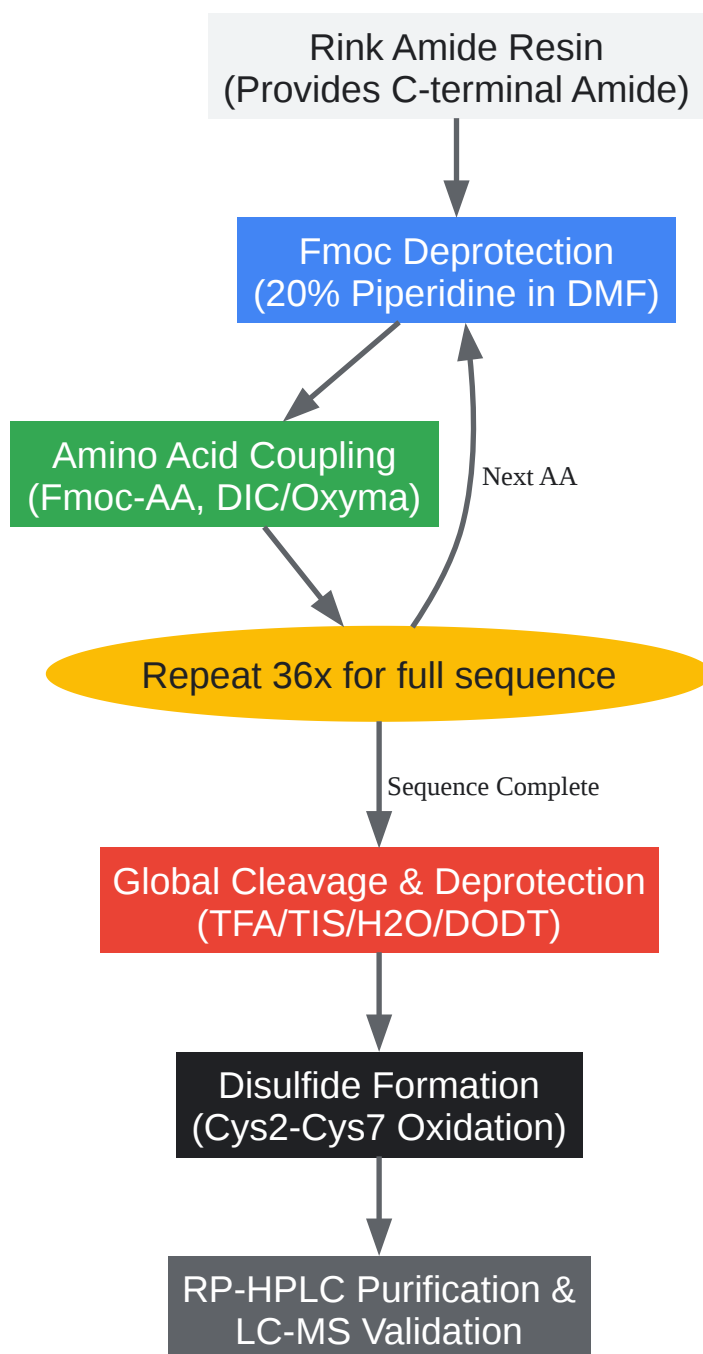 Rink Amide Resin
(Provides C-terminal Amide)
Fmoc Deprotection
(20% Piperidine in DMF)
Amino Acid Coupling
(Fmoc-AA, DIC/Oxyma)
Next AA
Repeat 36x for full sequence
Sequence Complete
Global Cleavage & Deprotection
(TFA/TIS/H2O/DODT)
Disulfide Formation
(Cys2-Cys7 Oxidation)
RP-HPLC Purification &
LC-MS Validation